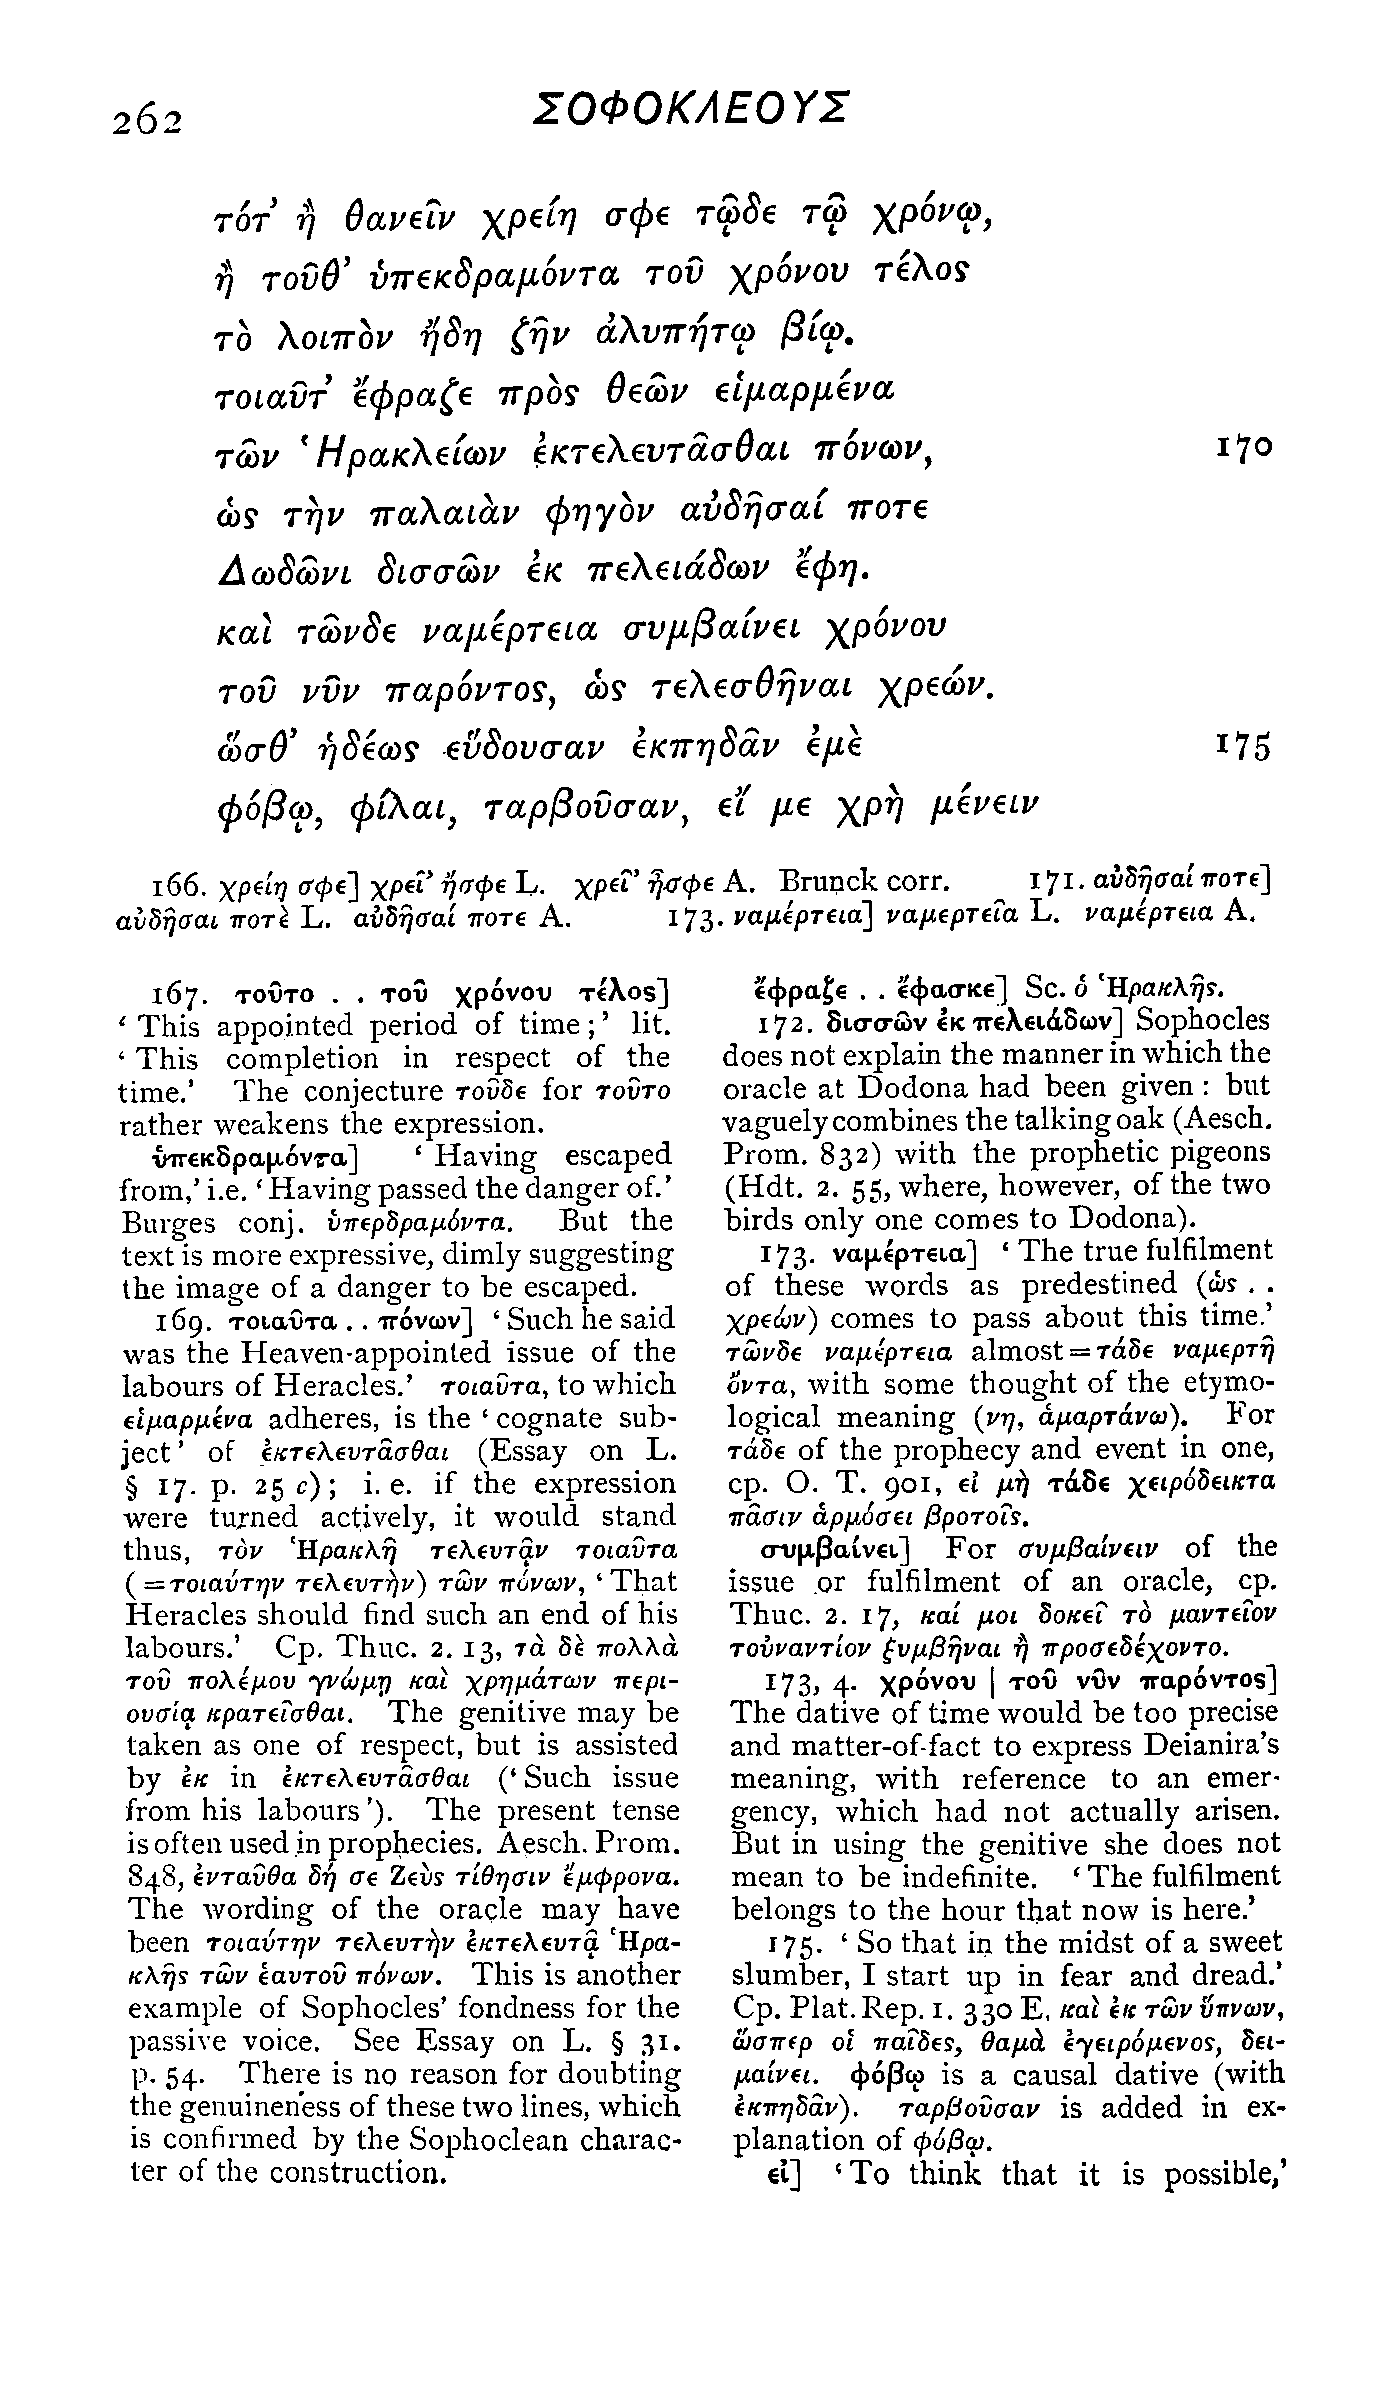 262
ΣΟΦΟΚΛΕΟΥΣ
τότ’ ἢ θανεῖν χρείη σφε τῷδε τῷ χρόνῳ,
ἢ τοῦθ’ ὑπεκδραμόντα τοῦ χρόνου τέλος
τὸ λοιπὸν ἤδη ζῆν ἀλυπήτῳ βίῳ.
τοιαῦτ’ ἔφραζε πρὸς θεῶν εἱμαρμένα
τῶν Ἡρακλείων ἐκτελευτᾶσθαι πόνων, 170
ὡς τὴν παλαιὰν φηγὸν αὐδῆσαί ποτε
Δωδῶνι δισσῶν ἐκ πελειάδων ἔφη.
καὶ τῶνδε ναμέρτεια συμβαίνει χρόνου
τοῦ νῦν παρόντος, ὡς τελεσθῆναι χρεών.
ὥσθ’ ἡδέως εὕδουσαν ἐκπηδᾶν ἐμὲ 175
φόβῳ, φίλαι, ταρβοῦσαν, εἴ με χρὴ μένειν
166. χρείη σφε] χρεῖ’ ἤσφε L. χρεῖ’ ἦσφε A. Brunck corr. 171. αὐδῆσαί ποτε]
αὐδῆσαι ποτὲ L. αὐδῆσαί ποτε A. 173. ναμέρτεια] ναμερτεῖα L. ναμέρτεια A.
167. τοῦτο . . τοῦ χρόνου τέλος]
‘ This appointed period of time ;’ lit.
‘ This completion in respect of the
time.’ The conjecture τοῦδε for τοῦτο
rather weakens the expression.
ὑπεκδραμόντα] ‘ Having escaped
from,’ i.e. ‘ Having passed the danger of.’
Burges conj. ὑπερδραμόντα. But the
text is more expressive, dimly suggesting
the image of a danger to be escaped.
169. τοιαῦτα . . πόνων] ‘ Such he said
was the Heaven-appointed issue of the
labours of Heracles.’ τοιαῦτα, to which
εἱμαρμένα adheres, is the ‘ cognate sub-
ject ’ of ἐκτελευτᾶσθαι (Essay on L.
§ 17. p. 25 c) ; i. e. if the expression
were turned actively, it would stand
thus, τὸν Ἡρακλῆ τελευτᾷν τοιαῦτα
( = τοιαύτην τελευτὴν) τῶν πόνων, ‘ That
Heracles should find such an end of his
labours.’ Cp. Thuc. 2. 13, τὰ δὲ πολλὰ
τοῦ πολέμου γνώμῃ καὶ χρημάτων περι-
ουσίᾳ κρατεῖσθαι. The genitive may be
taken as one of respect, but is assisted
by ἐκ in ἐκτελευτᾶσθαι (‘ Such issue
from his labours ’). The present tense
is often used in prophecies. Aesch. Prom.
848, ἐνταῦθα δή σε Ζεὺς τίθησιν ἔμφρονα.
The wording of the oracle may have
been τοιαύτην τελευτὴν ἐκτελευτᾷ Ἡρα-
κλῆς τῶν ἑαυτοῦ πόνων. This is another
example of Sophocles’ fondness for the
passive voice. See Essay on L. § 31.
p. 54. There is no reason for doubting
the genuineness of these two lines, which
is confirmed by the Sophoclean charac-
ter of the construction.
ἔφραζε . . ἔφασκε] Sc. ὁ Ἡρακλῆς.
172. δισσῶν ἐκ πελειάδων] Sophocles
does not explain the manner in which the
oracle at Dodona had been given : but
vaguely combines the talking oak (Aesch.
Prom. 832) with the prophetic pigeons
(Hdt. 2. 55, where, however, of the two
birds only one comes to Dodona).
173. ναμέρτεια] ‘ The true fulfilment
of these words as predestined (ὡς . .
χρεών) comes to pass about this time.’
τῶνδε ναμέρτεια almost = τάδε ναμερτῆ
ὄντα, with some thought of the etymo-
logical meaning (νη, ἁμαρτάνω). For
τάδε of the prophecy and event in one,
cp. O. T. 901, εἰ μὴ τάδε χειρόδεικτα
πᾶσιν ἁρμόσει βροτοῖς.
συμβαίνει] For συμβαίνειν of the
issue or fulfilment of an oracle, cp.
Thuc. 2. 17, καί μοι δοκεῖ τὸ μαντεῖον
τοὐναντίον ξυμβῆναι ἢ προσεδέχοντο.
173, 4. χρόνου | τοῦ νῦν παρόντος]
The dative of time would be too precise
and matter-of-fact to express Deianira’s
meaning, with reference to an emer-
gency, which had not actually arisen.
But in using the genitive she does not
mean to be indefinite. ‘ The fulfilment
belongs to the hour that now is here.’
175. ‘ So that in the midst of a sweet
slumber, I start up in fear and dread.’
Cp. Plat. Rep. 1. 330 E, καὶ ἐκ τῶν ὕπνων,
ὥσπερ οἱ παῖδες, θαμὰ ἐγειρόμενος, δει-
μαίνει. φόβῳ is a causal dative (with
ἐκπηδᾶν). ταρβοῦσαν is added in ex-
planation of φόβῳ.
εἰ] ‘ To think that it is possible,’